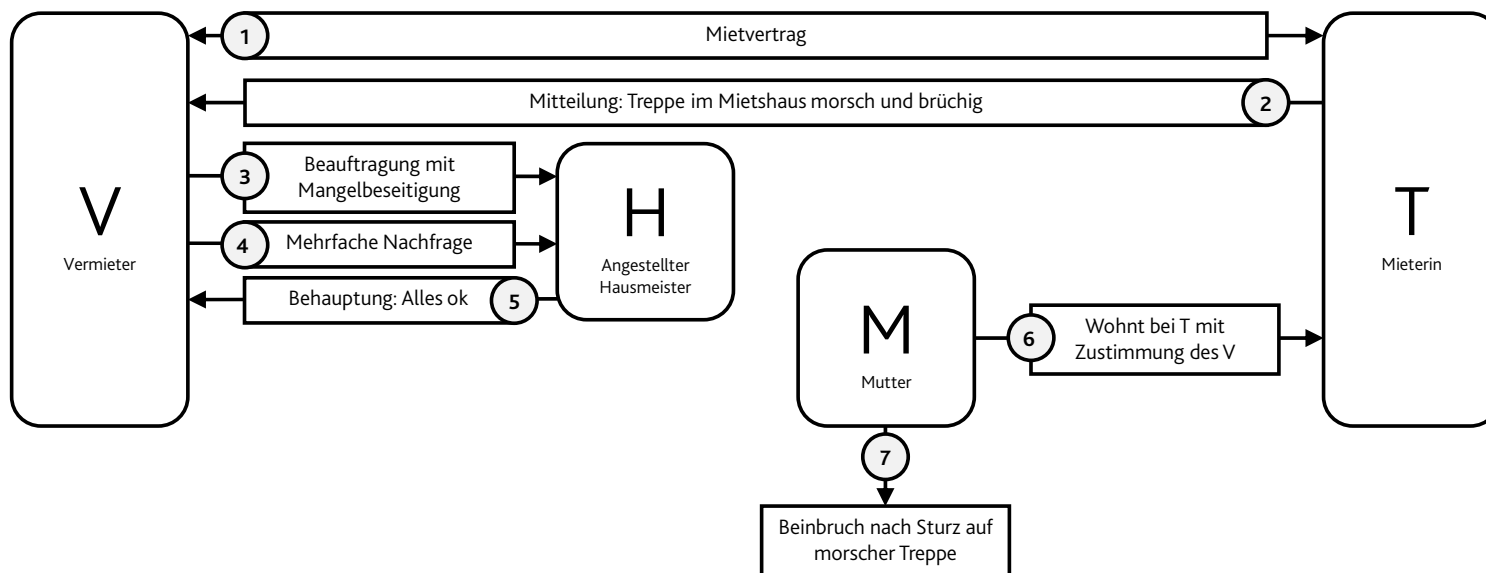 1
Mietvertrag
Mitteilung: Treppe im Mietshaus morsch und brüchig
2
V
Vermieter
3
Beauftragung mit
Mangelbeseitigung
4
Mehrfache Nachfrage
Behauptung: Alles ok
5
H
Angestellter
Hausmeister
M
Mutter
6
Wohnt bei T mit
Zustimmung des V
T
Mieterin
7
Beinbruch nach Sturz auf
morscher Treppe